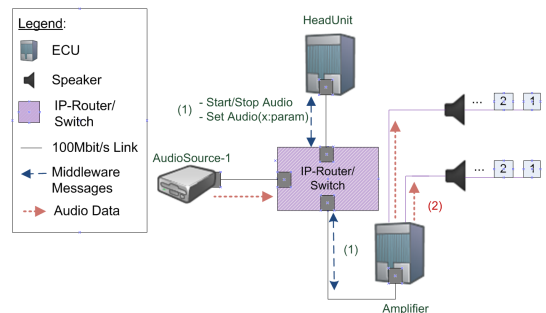 Legend:
ECU
Speaker
IP-Router/
Switch
100Mbit/s Link
Middleware
Messages
Audio Data
HeadUnit
(1) - Start/Stop Audio
- Set Audio(x:param)
AudioSource-1
IP-Router/
Switch
(1)
(2)
Amplifier
... 2 1
... 2 1